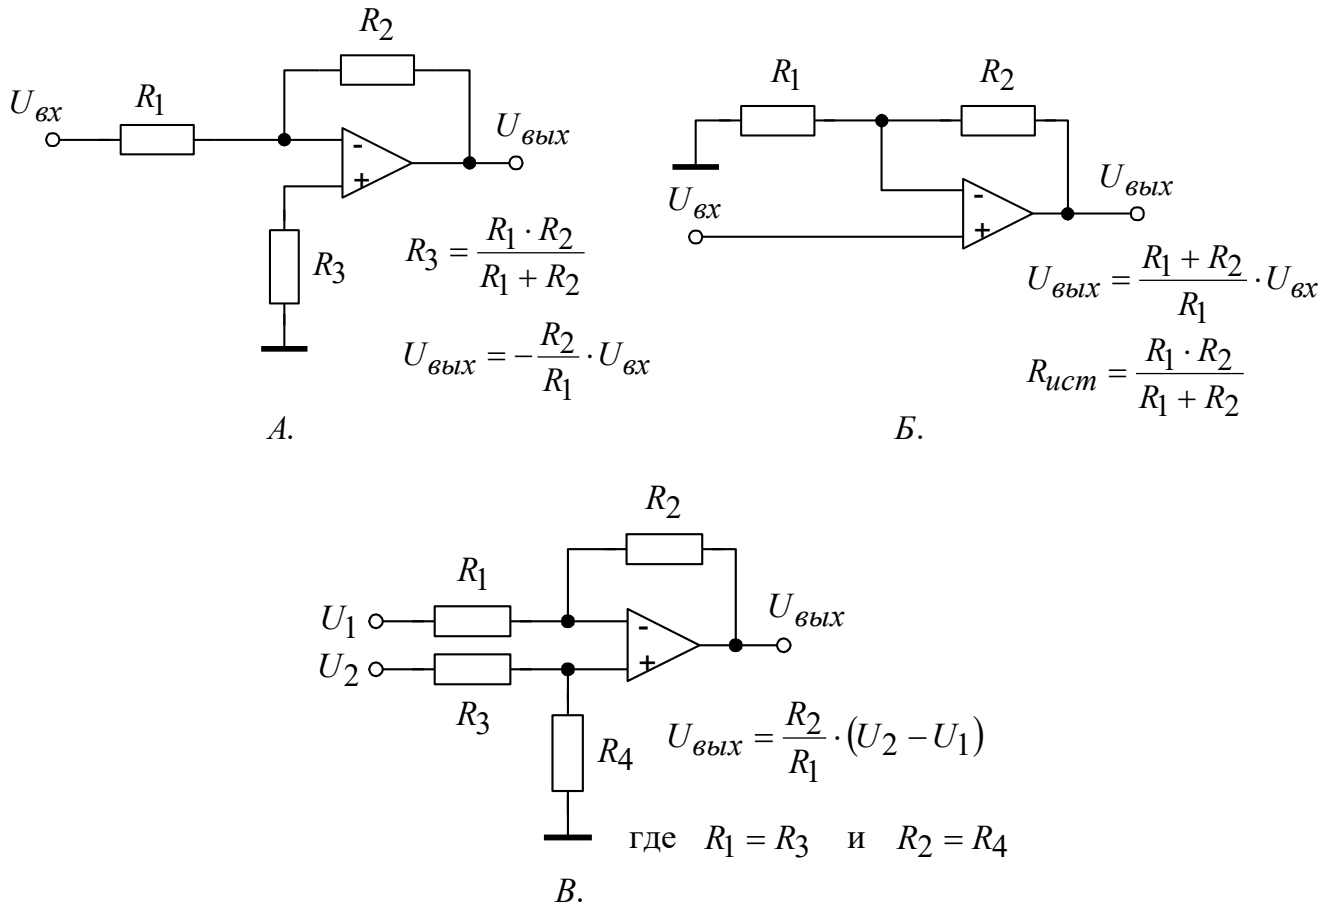 R2
Uвх
R1
Uвых
-
+
R3
R3 = R1 · R2 / R1 + R2
Uвых = − R2 / R1 · Uвх
А.
R1
R2
Uвх
Uвых
-
+
Uвых = R1 + R2 / R1 · Uвх
Rист = R1 · R2 / R1 + R2
Б.
R2
R1
U1
Uвых
-
U2
+
R3
R4
Uвых = R2 / R1 · (U2 − U1)
где R1 = R3 и R2 = R4
В.